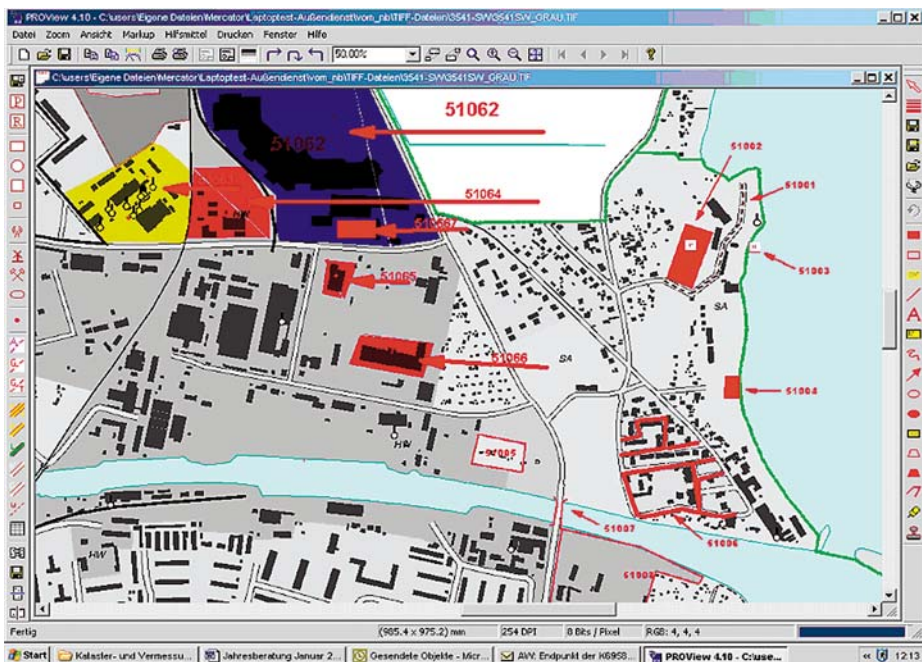 PROView 4.10 - C:\users\Eigene Dateien\Mercator\Laptoptest-Außendienst\vom_nb\TIFF-Dateien\3541-SW\3541SW_GRAU.TIF
Datei Zoom Ansicht Markup Hilfsmittel Drucken Fenster Hilfe
50.00%
C:\users\Eigene Dateien\Mercator\Laptoptest-Außendienst\vom_nb\TIFF-Dateien\3541-SW\3541SW_GRAU.TIF
51062
51062
51002
51001
51064
HW
51003
51065
SA
51066
SA
51004
HW
51007
51006
HW
Fertig
(985.4 x 975.2) mm
254 DPI
8 Bits / Pixel
RGB: 4, 4, 4
Start
Kataster- und Vermessu...
Jahresberatung Januar 2...
Gesendete Objekte - Micr...
AW: Endpunkt der K6958...
PROView 4.10 - C:\use...
12:13